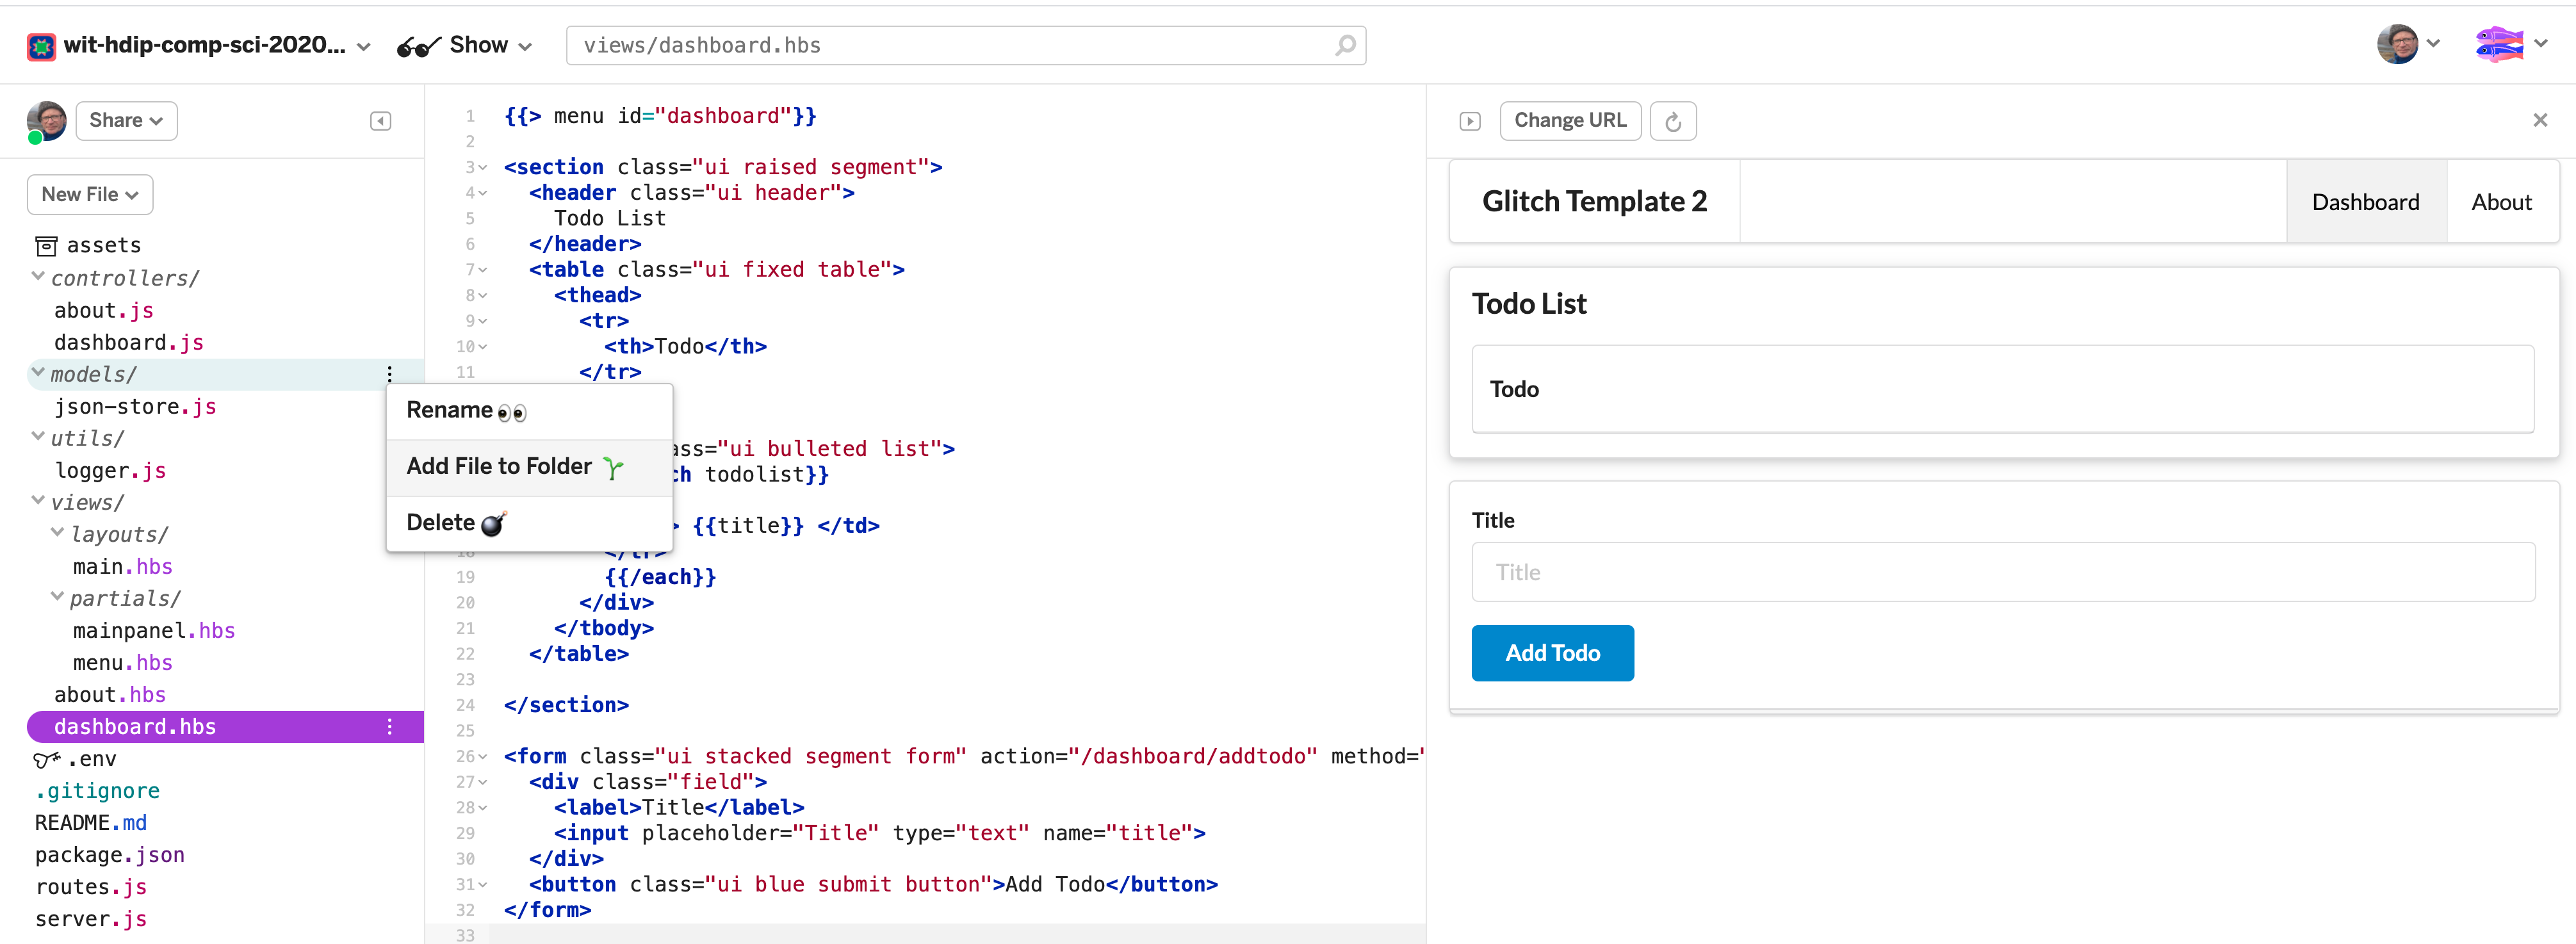 wit-hdip-comp-sci-2020...
Show
views/dashboard.hbs
Share
New File
assets
controllers/
about.js
dashboard.js
models/
json-store.js
utils/
logger.js
views/
layouts/
main.hbs
partials/
mainpanel.hbs
menu.hbs
about.hbs
dashboard.hbs
.env
.gitignore
README.md
package.json
routes.js
server.js
Rename
Add File to Folder
Delete
1 {{> menu id="dashboard"}}
2
3 <section class="ui raised segment">
4 <header class="ui header">
5 Todo List
6 </header>
7 <table class="ui fixed table">
8 <thead>
9 <tr>
10 <th>Todo</th>
11 </tr>
ass="ui bulleted list">
ch todolist}}
> {{title}} </td>
18 </tr>
19 {{/each}}
20 </div>
21 </tbody>
22 </table>
23
24 </section>
25
26 <form class="ui stacked segment form" action="/dashboard/addtodo" method="
27 <div class="field">
28 <label>Title</label>
29 <input placeholder="Title" type="text" name="title">
30 </div>
31 <button class="ui blue submit button">Add Todo</button>
32 </form>
33
Change URL
Glitch Template 2
Dashboard
About
Todo List
Todo
Title
Title
Add Todo